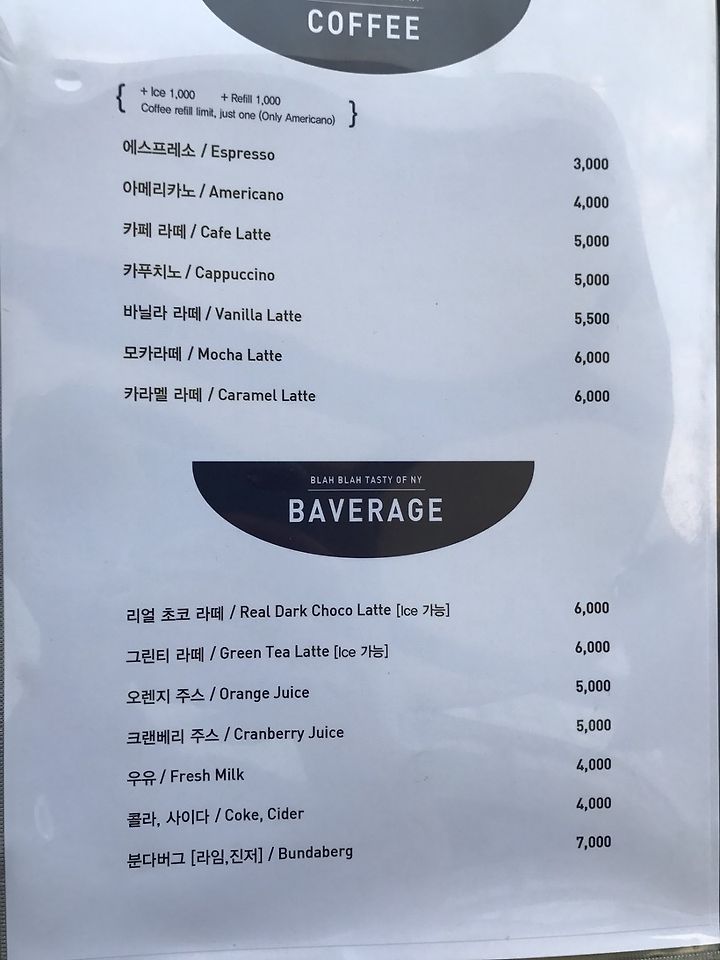 COFFEE
{ + Ice 1,000 + Refill 1,000
Coffee refill limit, just one (Only Americano) }
에스프레소 / Espresso 3,000
아메리카노 / Americano 4,000
카페 라떼 / Cafe Latte 5,000
카푸치노 / Cappuccino 5,000
바닐라 라떼 / Vanilla Latte 5,500
모카라떼 / Mocha Latte 6,000
카라멜 라떼 / Caramel Latte 6,000
BLAH BLAH TASTY OF NY
BAVERAGE
리얼 초코 라떼 / Real Dark Choco Latte [Ice 가능] 6,000
그린티 라떼 / Green Tea Latte [Ice 가능] 6,000
오렌지 주스 / Orange Juice 5,000
크랜베리 주스 / Cranberry Juice 5,000
우유 / Fresh Milk 4,000
콜라, 사이다 / Coke, Cider 4,000
분다버그 [라임,진저] / Bundaberg 7,000